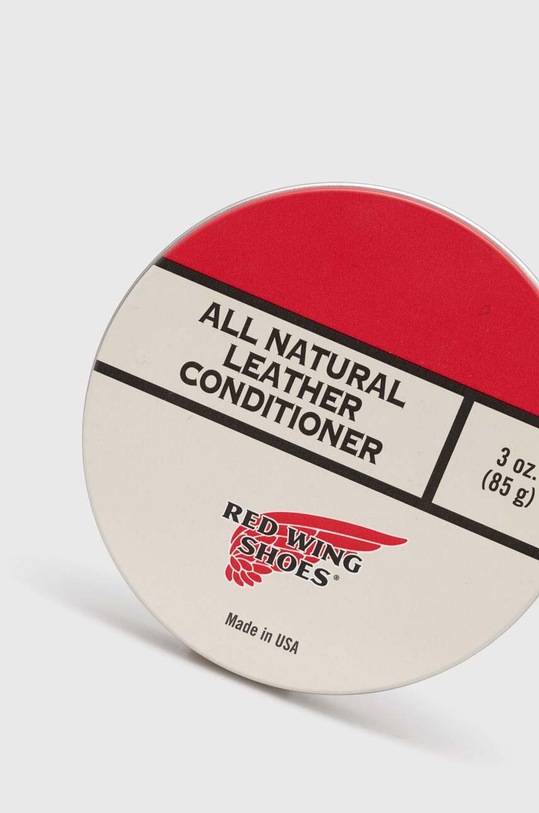 ALL NATURAL
LEATHER
CONDITIONER
3 oz.
(85 g)
RED WING
SHOES®
Made in USA